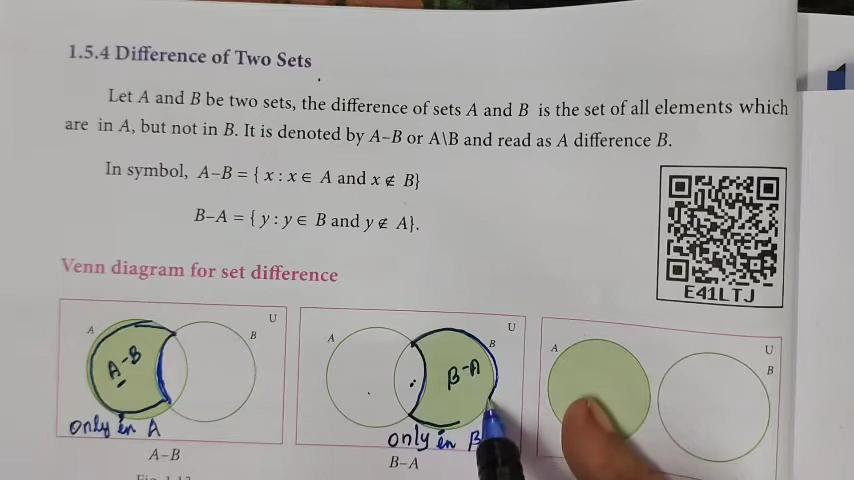 1.5.4 Difference of Two Sets
Let A and B be two sets, the difference of sets A and B is the set of all elements which
are in A, but not in B. It is denoted by A–B or A\B and read as A difference B.
In symbol, A–B = { x : x ∈ A and x ∉ B}
B–A = { y : y ∈ B and y ∉ A}.
E41LTJ
Venn diagram for set difference
A
U
B
A-B
only in A
A–B
A
U
B
B-A
only in B
B–A
A
U
B